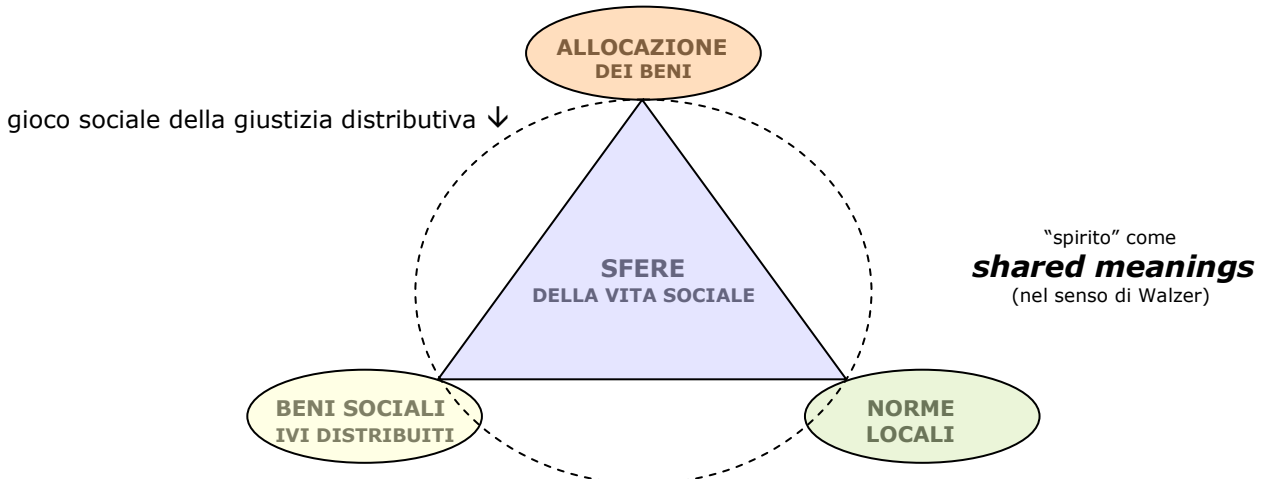 ALLOCAZIONE
DEI BENI
gioco sociale della giustizia distributiva ↓
SFERE
DELLA VITA SOCIALE
“spirito” come
shared meanings
(nel senso di Walzer)
BENI SOCIALI
IVI DISTRIBUITI
NORME
LOCALI